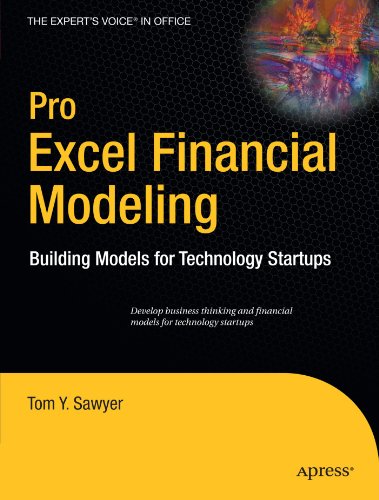 THE EXPERT'S VOICE® IN OFFICE
Pro
Excel Financial
Modeling
Building Models for Technology Startups
Develop business thinking and financial
models for technology startups
Tom Y. Sawyer
Apress®